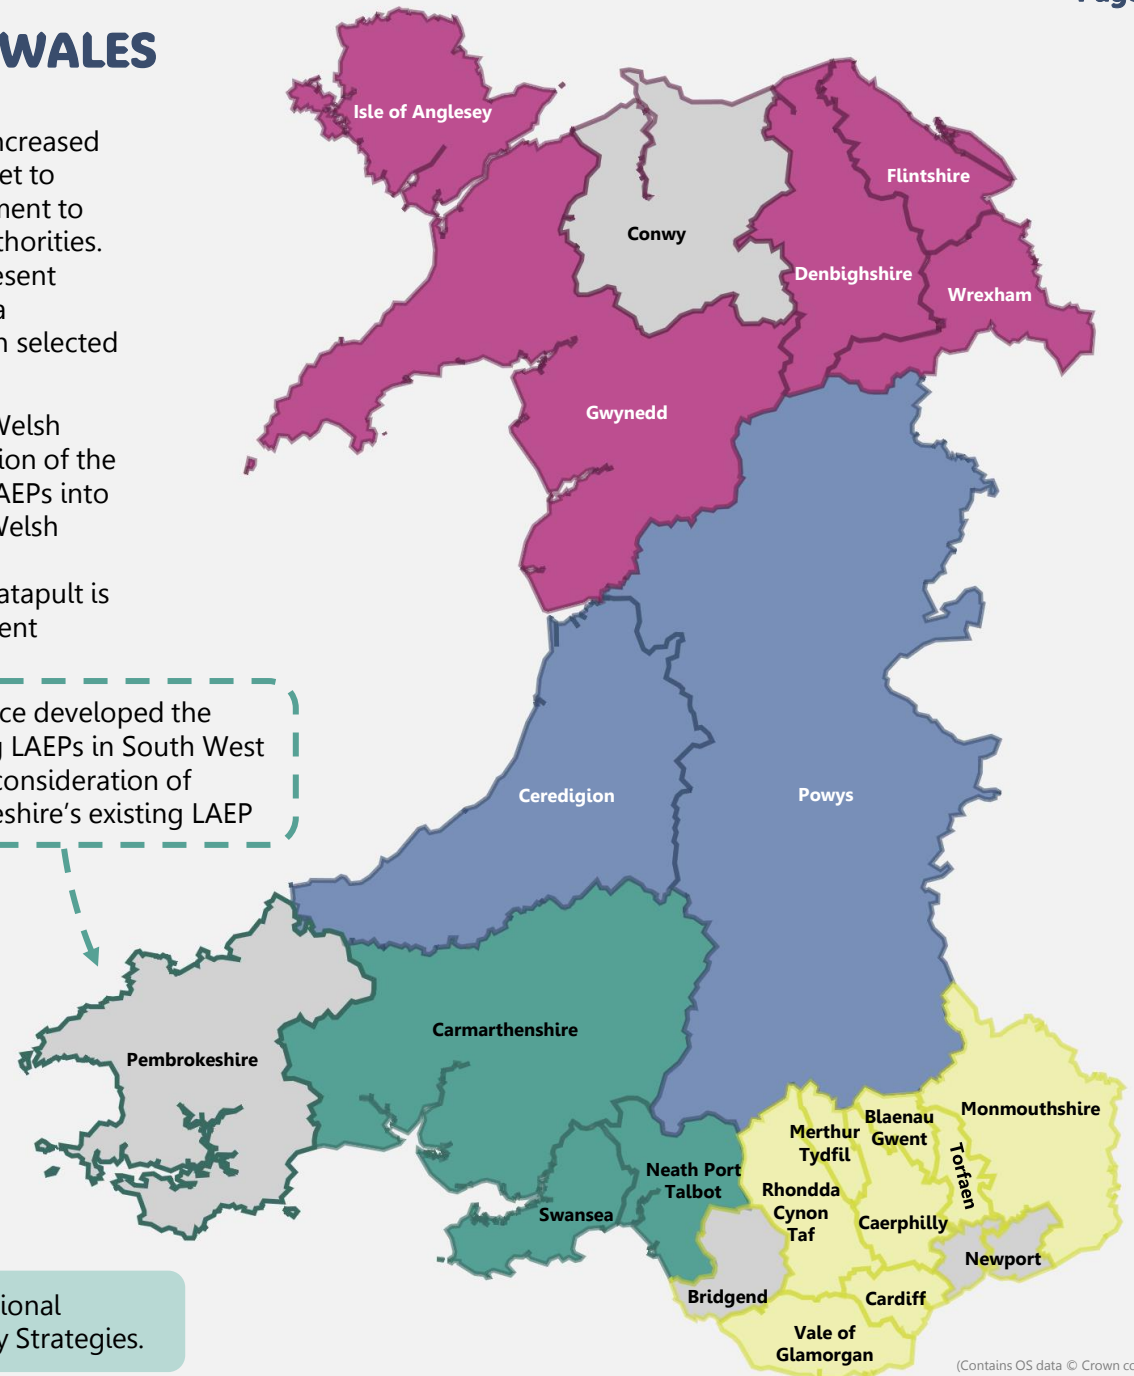 WALES
ncreased
et to
ment to
thorities.
esent
a
n selected
Welsh
tion of the
AEPs into
Welsh
atapult is
ent
ce developed the
g LAEPs in South West
consideration of
eshire's existing LAEP
Isle of Anglesey
Flintshire
Conwy
Denbighshire
Wrexham
Gwynedd
Ceredigion
Powys
Carmarthenshire
Pembrokeshire
Monmouthshire
Blaenau
Gwent
Merthur
Tydfil
Torfaen
Neath Port
Talbot
Rhondda
Cynon
Taf
Swansea
Caerphilly
Newport
Bridgend
Cardiff
Vale of
Glamorgan
ional
y Strategies.
(Contains OS data © Crown co